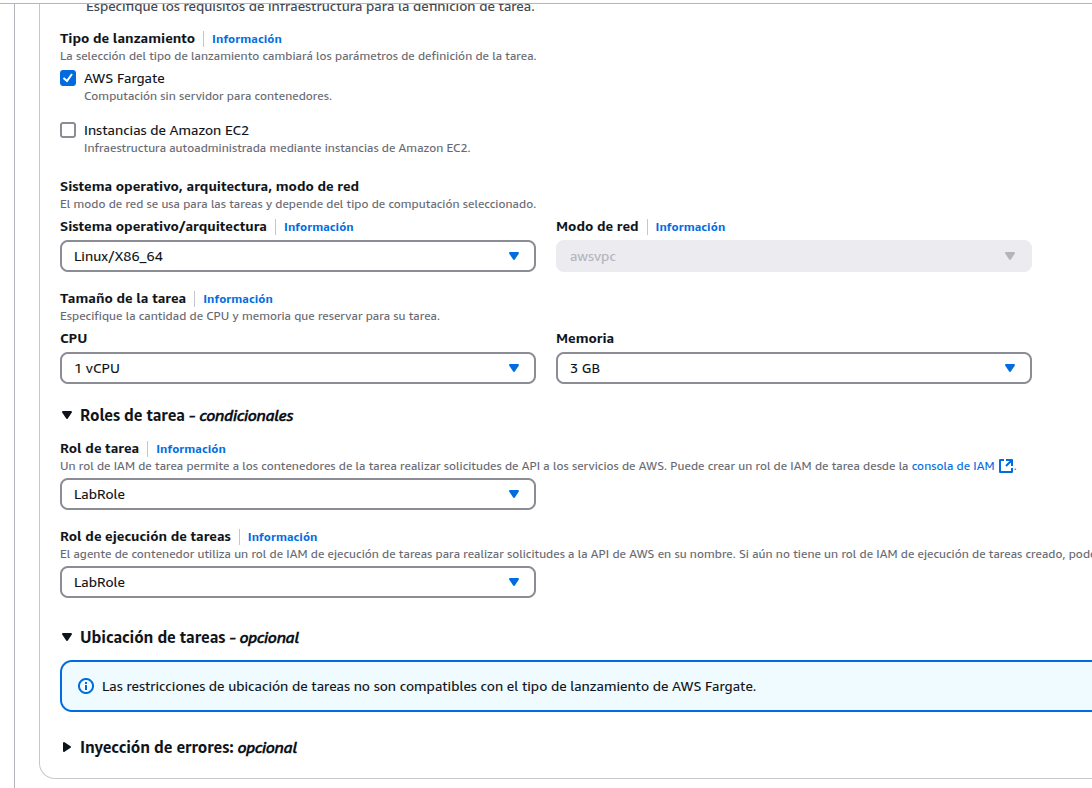 Especifique los requisitos de infraestructura para la definición de tarea.
Tipo de lanzamiento | Información
La selección del tipo de lanzamiento cambiará los parámetros de definición de la tarea.
AWS Fargate
Computación sin servidor para contenedores.
Instancias de Amazon EC2
Infraestructura autoadministrada mediante instancias de Amazon EC2.
Sistema operativo, arquitectura, modo de red
El modo de red se usa para las tareas y depende del tipo de computación seleccionado.
Sistema operativo/arquitectura | Información
Modo de red | Información
Linux/X86_64
awsvpc
Tamaño de la tarea | Información
Especifique la cantidad de CPU y memoria que reservar para su tarea.
CPU
Memoria
1 vCPU
3 GB
Roles de tarea – condicionales
Rol de tarea | Información
Un rol de IAM de tarea permite a los contenedores de la tarea realizar solicitudes de API a los servicios de AWS. Puede crear un rol de IAM de tarea desde la consola de IAM.
LabRole
Rol de ejecución de tareas | Información
El agente de contenedor utiliza un rol de IAM de ejecución de tareas para realizar solicitudes a la API de AWS en su nombre. Si aún no tiene un rol de IAM de ejecución de tareas creado,
LabRole
Ubicación de tareas – opcional
Las restricciones de ubicación de tareas no son compatibles con el tipo de lanzamiento de AWS Fargate.
Inyección de errores: opcional